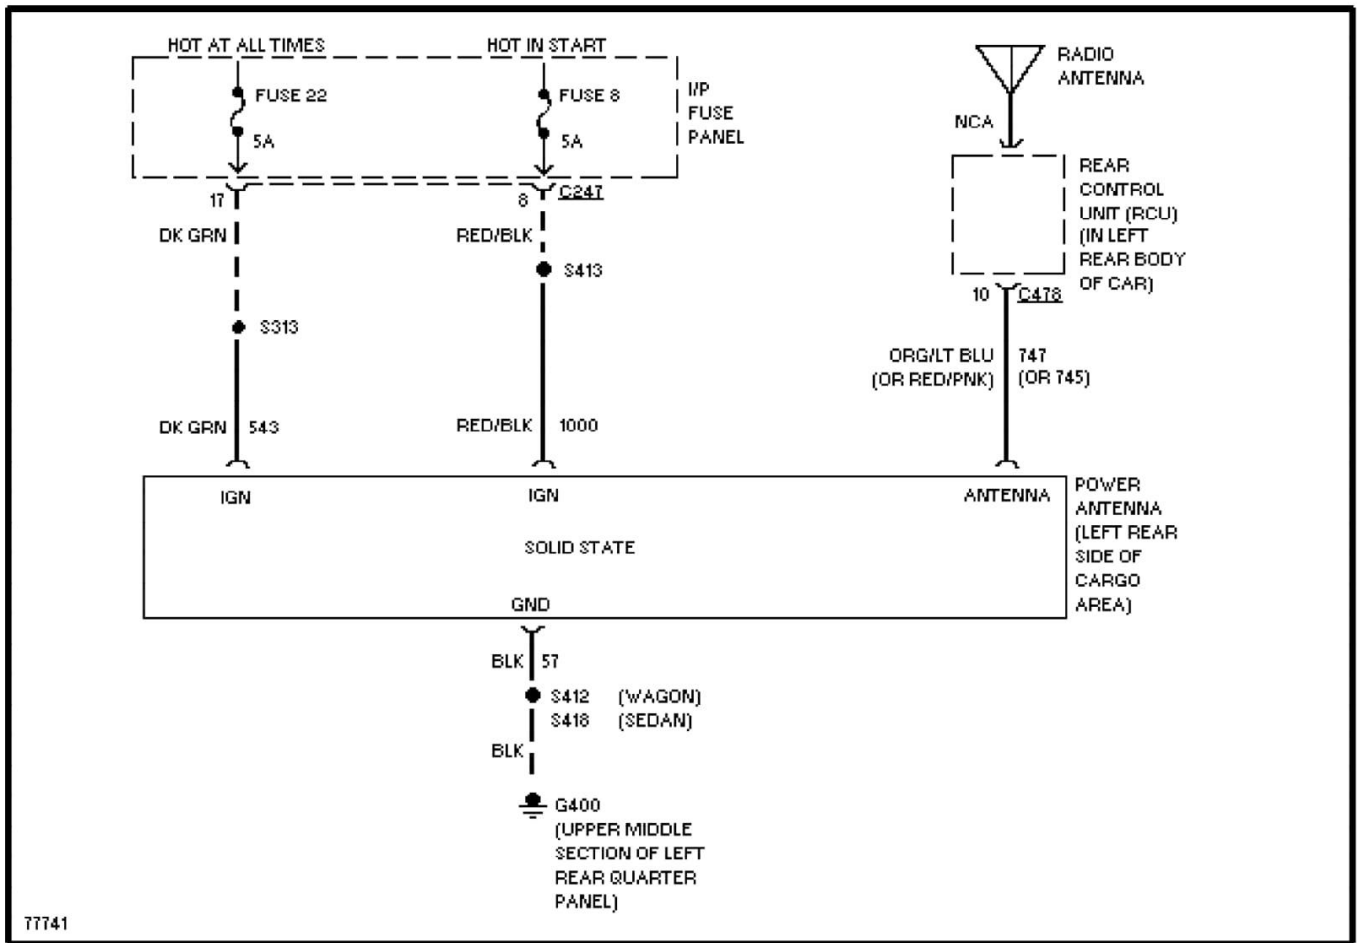 HOT AT ALL TIMES
HOT IN START
FUSE 22
5A
FUSE 8
5A
I/P
FUSE
PANEL
RADIO
ANTENNA
NCA
REAR
CONTROL
UNIT (RCU)
(IN LEFT
REAR BODY
OF CAR)
17
8
C247
DK GRN
RED/BLK
S413
S313
10
C478
ORG/LT BLU
(OR RED/PNK)
747
(OR 745)
DK GRN
543
RED/BLK
1000
IGN
IGN
ANTENNA
SOLID STATE
GND
POWER
ANTENNA
(LEFT REAR
SIDE OF
CARGO
AREA)
BLK
57
S412 (WAGON)
S418 (SEDAN)
BLK
G400
(UPPER MIDDLE
SECTION OF LEFT
REAR QUARTER
PANEL)
77741